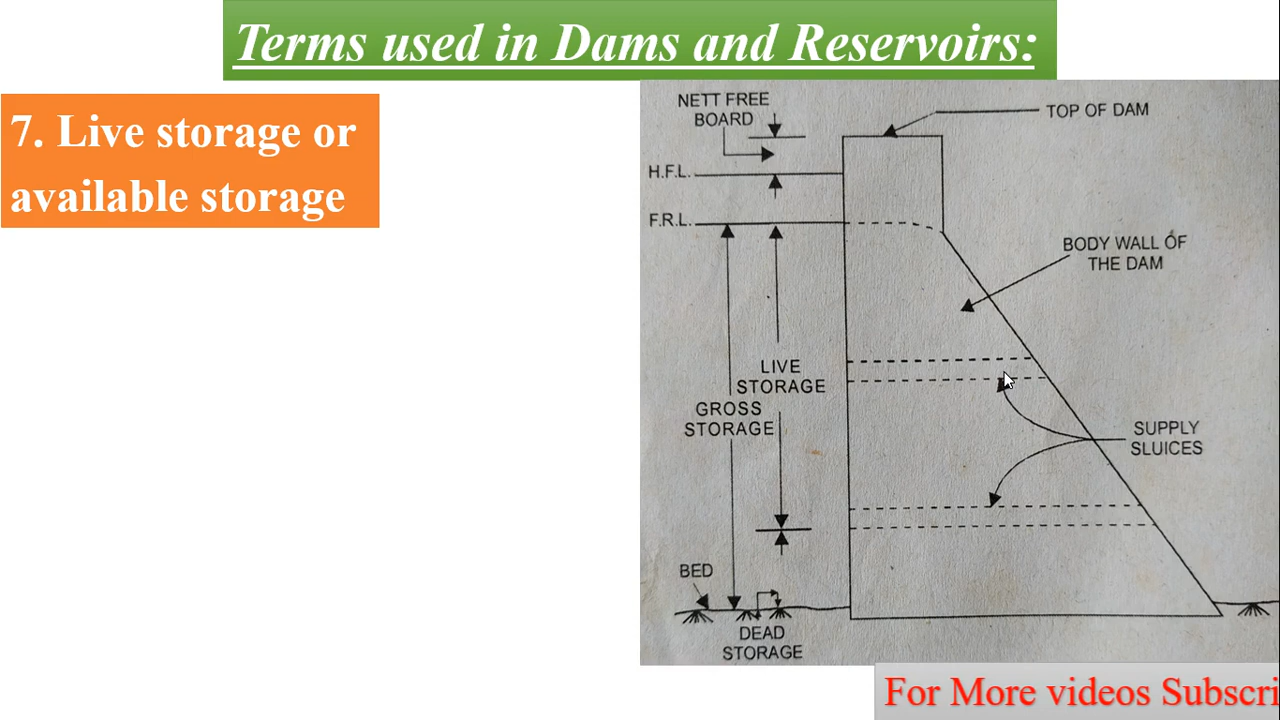 Terms used in Dams and Reservoirs:
7. Live storage or
available storage
NETT FREE
BOARD
TOP OF DAM
H.F.L.
F.R.L.
BODY WALL OF
THE DAM
LIVE
STORAGE
GROSS
STORAGE
SUPPLY
SLUICES
BED
DEAD
STORAGE
For More videos Subscri